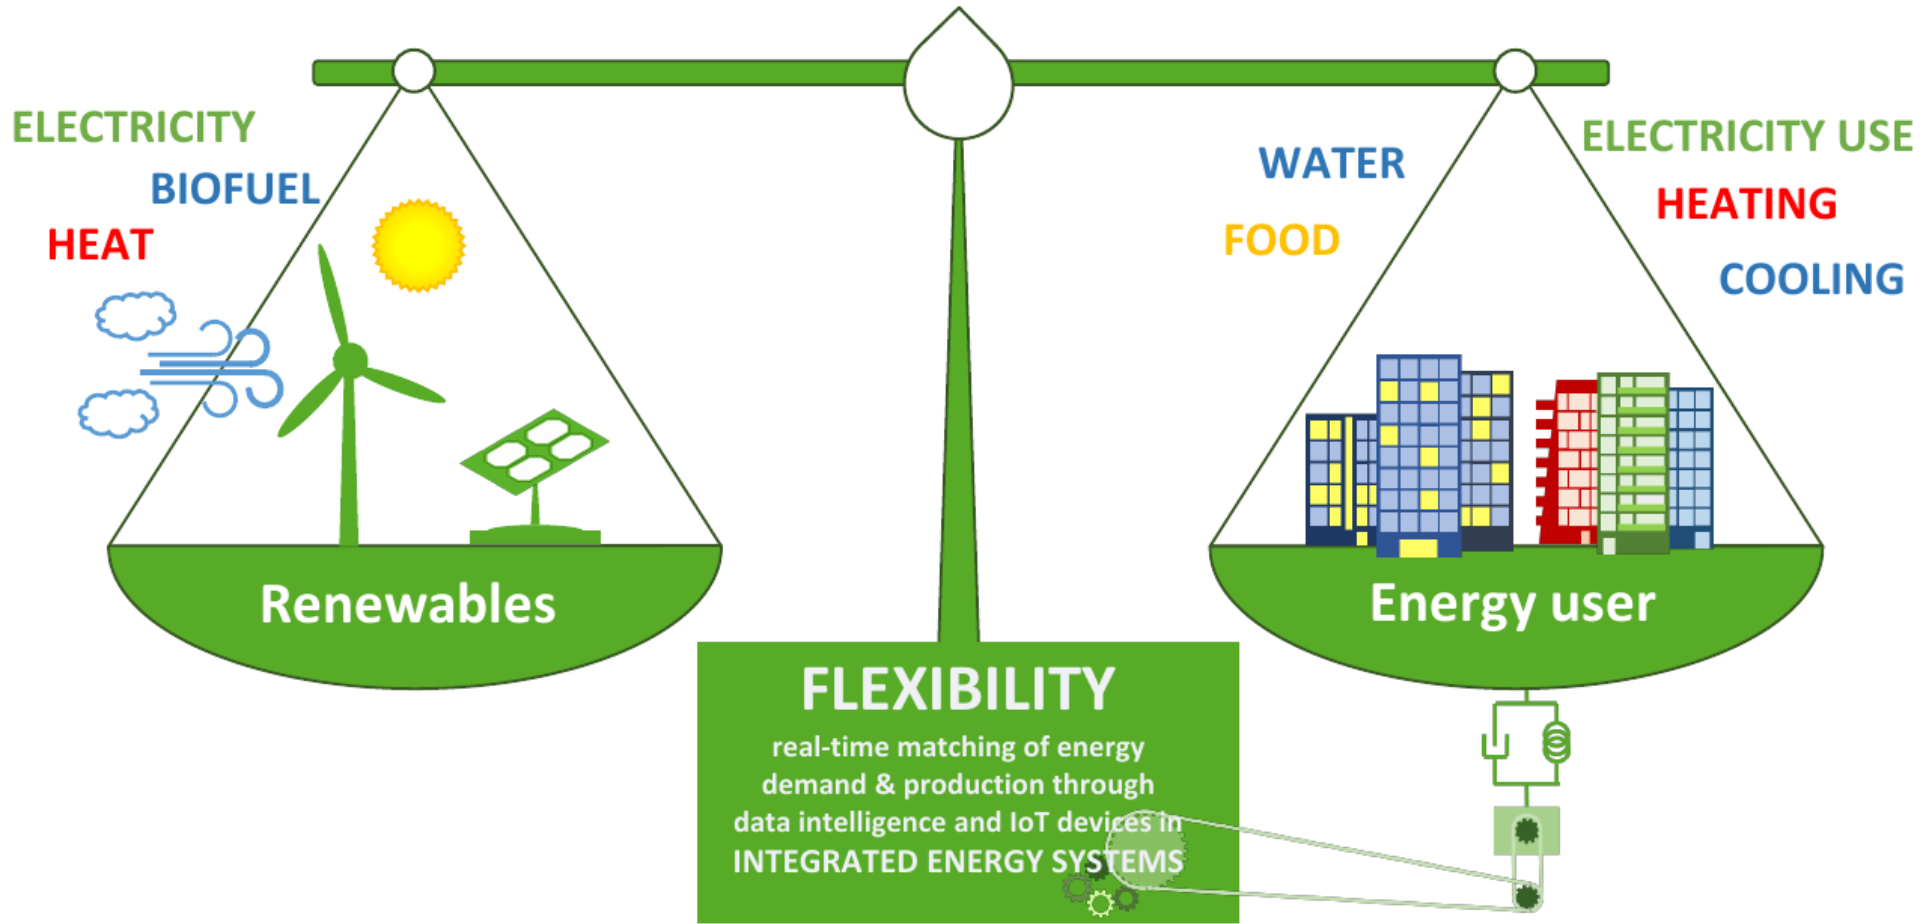 ELECTRICITY
BIOFUEL
HEAT
WATER
FOOD
ELECTRICITY USE
HEATING
COOLING
Renewables
Energy user
FLEXIBILITY
real-time matching of energy
demand & production through
data intelligence and IoT devices in
INTEGRATED ENERGY SYSTEMS